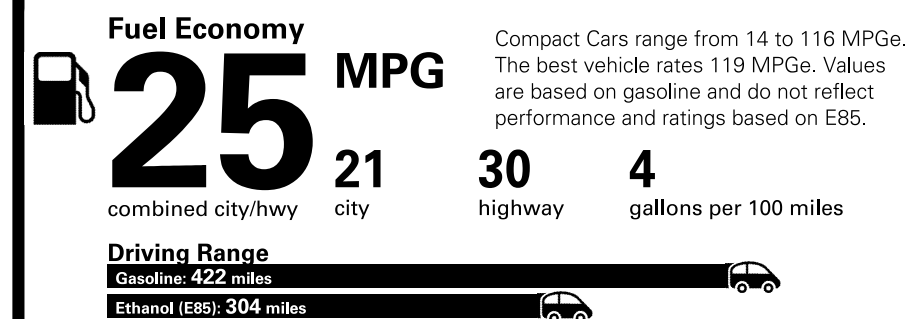 Fuel Economy
25 MPG
Compact Cars range from 14 to 116 MPGe.
The best vehicle rates 119 MPGe. Values
are based on gasoline and do not reflect
performance and ratings based on E85.
combined city/hwy
21
city
30
highway
4
gallons per 100 miles
Driving Range
Gasoline: 422 miles
Ethanol (E85): 304 miles